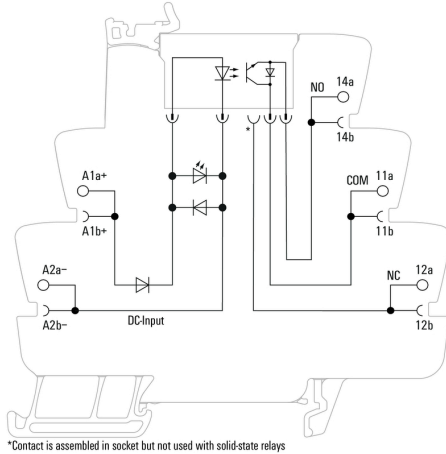 NO
14a
*
14b
A1a+
COM
11a
A1b+
11b
A2a–
NC
12a
DC-Input
A2b–
12b
*Contact is assembled in socket but not used with solid-state relays